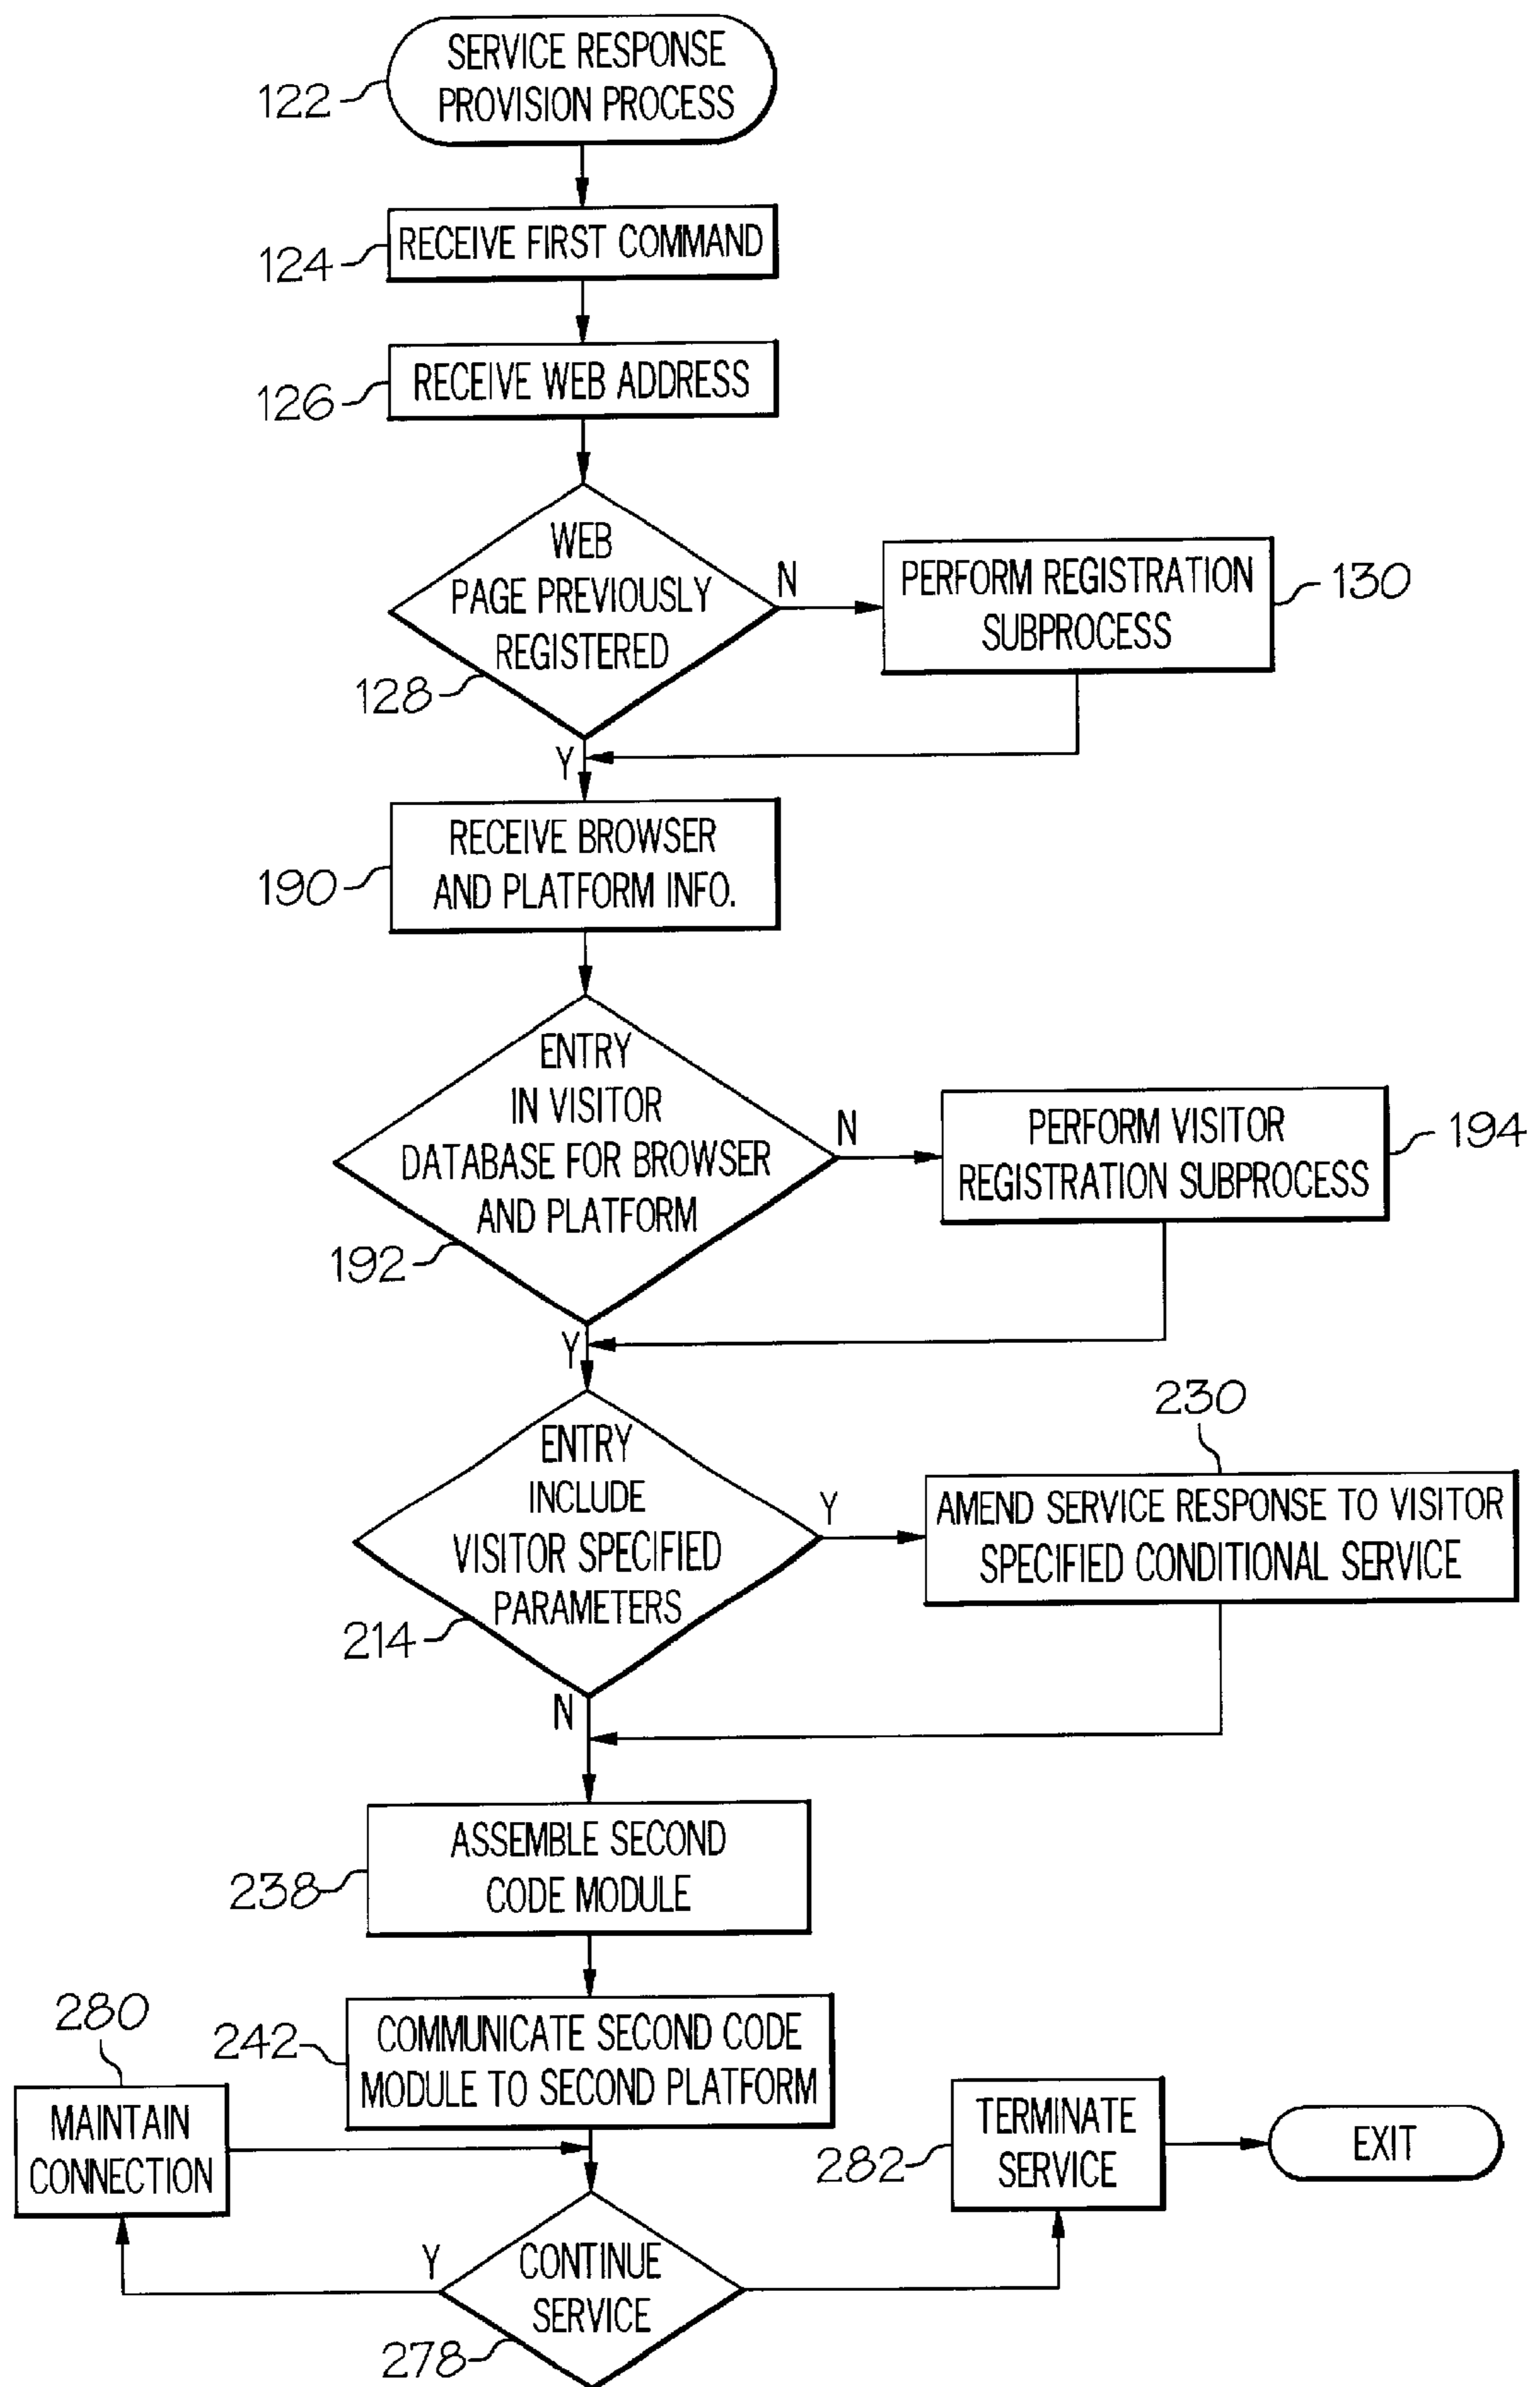 SERVICE RESPONSE
PROVISION PROCESS
122
RECEIVE FIRST COMMAND
124
RECEIVE WEB ADDRESS
126
WEB
PAGE PREVIOUSLY
REGISTERED
128
N
PERFORM REGISTRATION
SUBPROCESS
130
Y
RECEIVE BROWSER
AND PLATFORM INFO.
190
ENTRY
IN VISITOR
DATABASE FOR BROWSER
AND PLATFORM
192
N
PERFORM VISITOR
REGISTRATION SUBPROCESS
194
Y
ENTRY
INCLUDE
VISITOR SPECIFIED
PARAMETERS
214
Y
230
AMEND SERVICE RESPONSE TO VISITOR
SPECIFIED CONDITIONAL SERVICE
N
ASSEMBLE SECOND
CODE MODULE
238
COMMUNICATE SECOND CODE
MODULE TO SECOND PLATFORM
242
280
MAINTAIN
CONNECTION
Y
CONTINUE
SERVICE
278
TERMINATE
SERVICE
282
EXIT